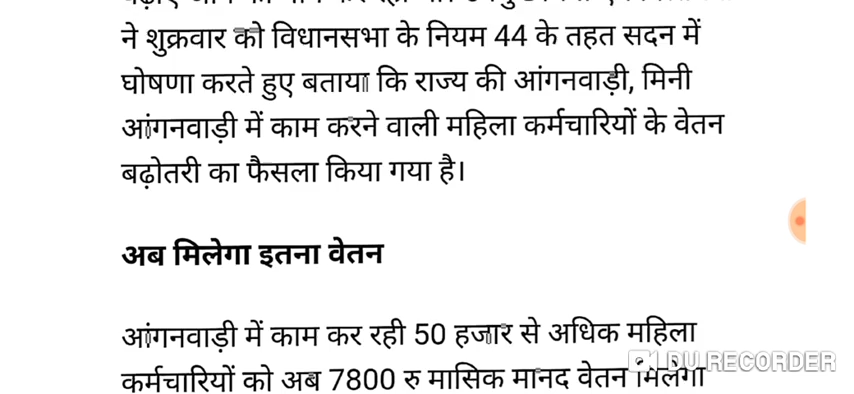 ने शुक्रवार को विधानसभा के नियम 44 के तहत सदन में
घोषणा करते हुए बताया कि राज्य की आंगनवाड़ी, मिनी
आंगनवाड़ी में काम करने वाली महिला कर्मचारियों के वेतन
बढ़ोतरी का फैसला किया गया है।
अब मिलेगा इतना वेतन
आंगनवाड़ी में काम कर रही 50 हजार से अधिक महिला
DU RECORDER
कर्मचारियों को अब 7800 रु मासिक मानद वेतन मिलेगा